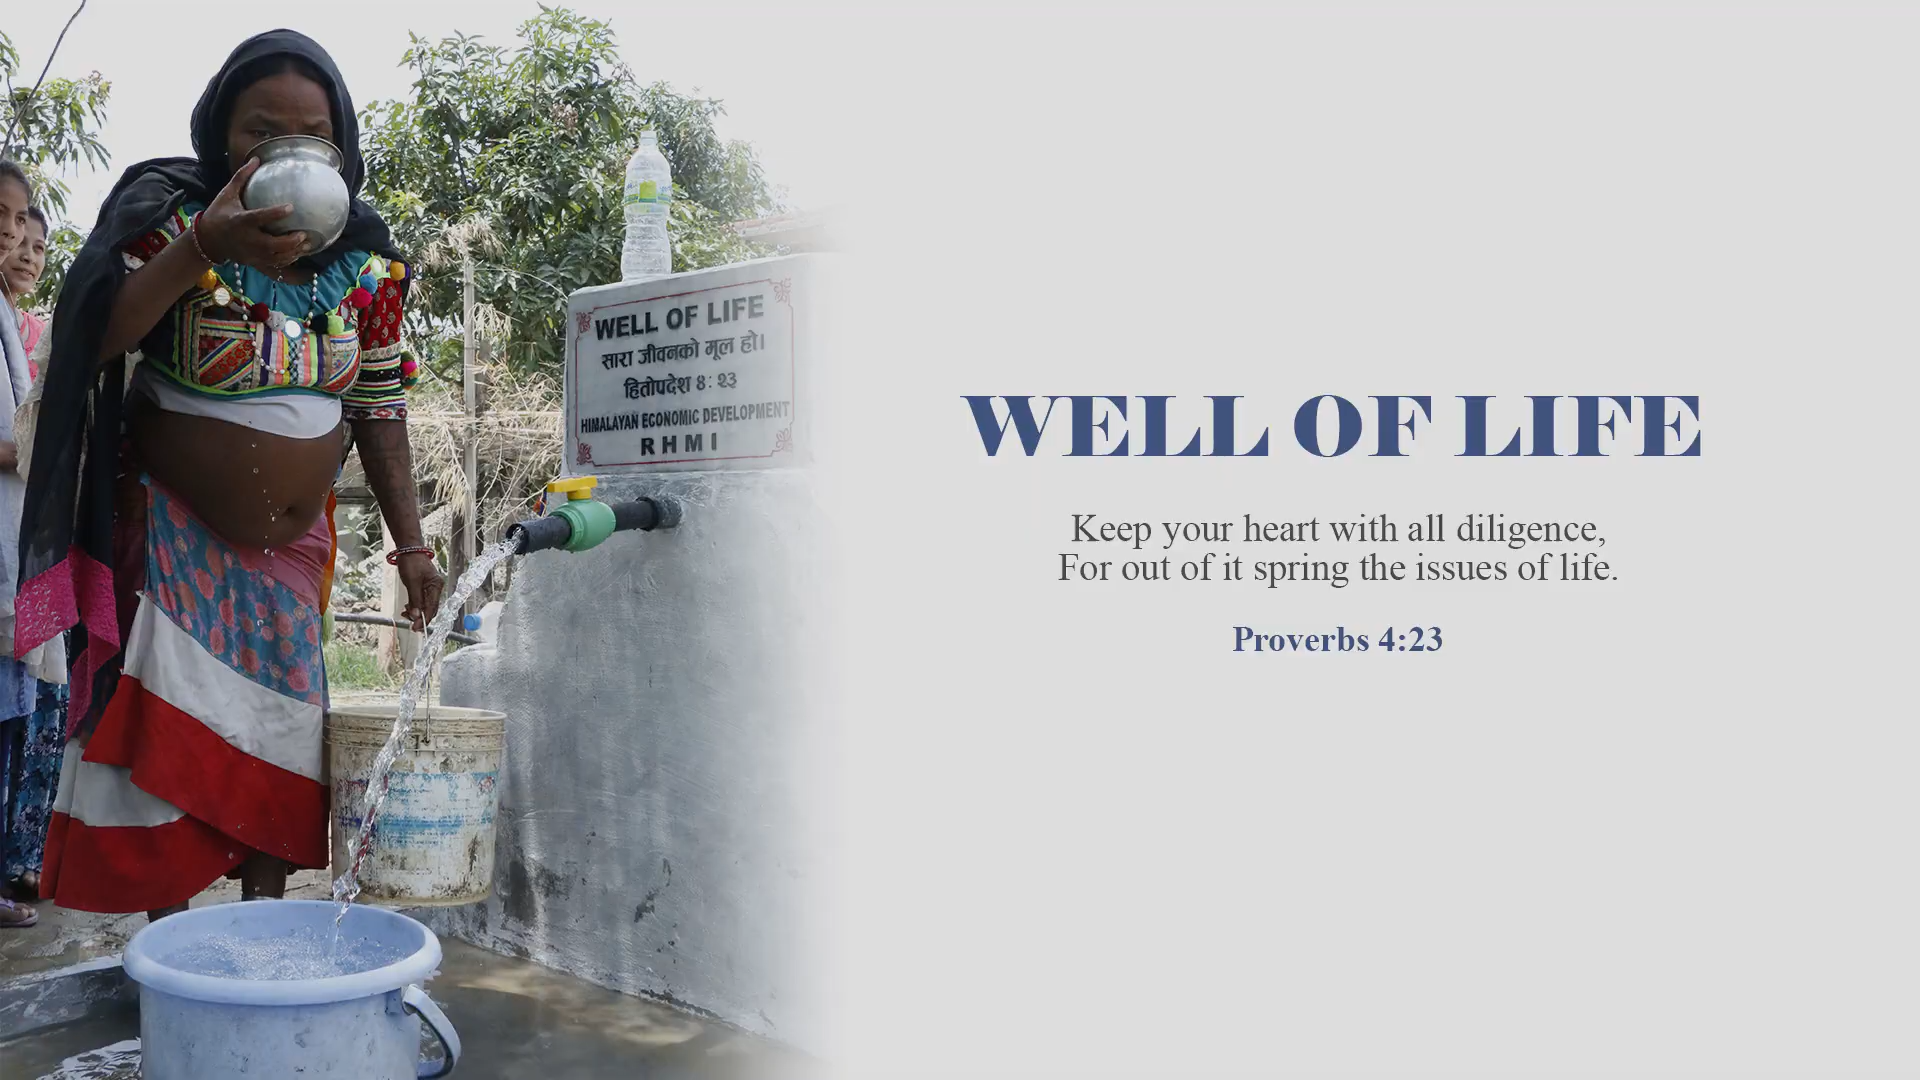 WELL OF LIFE
सारा जीवनको मूल हो।
हितोपदेश ४: २३
HIMALAYAN ECONOMIC DEVELOPMENT
RHMI
WELL OF LIFE
Keep your heart with all diligence,
For out of it spring the issues of life.
Proverbs 4:23